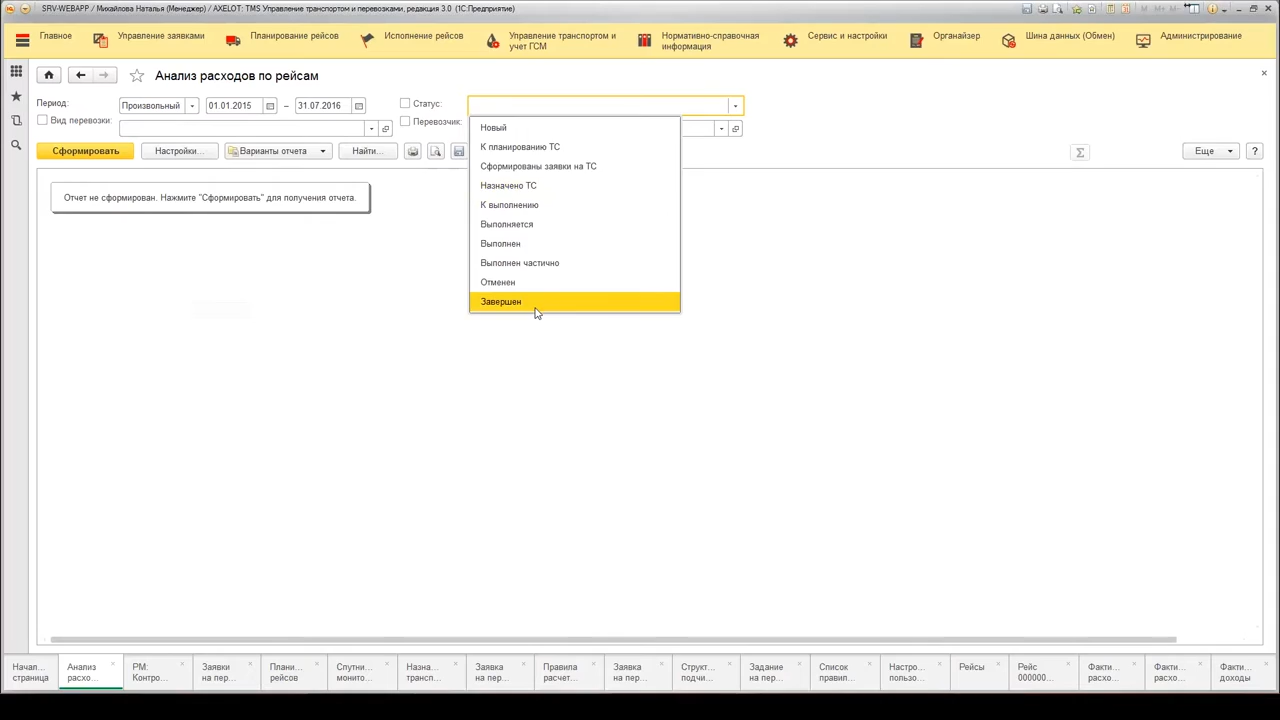 SRV-WEBAPP / Михайлова Наталья (Менеджер) / AXELOT: TMS Управление транспортом и перевозками, редакция 3.0 (1С:Предприятие)
M M+ M-
Главное
Управление заявками
Планирование рейсов
Исполнение рейсов
Управление транспортом и
учет ГСМ
Нормативно-справочная
информация
Сервис и настройки
Органайзер
Шина данных (Обмен)
Администрирование
Анализ расходов по рейсам
Период: Произвольный 01.01.2015 – 31.07.2016 Статус:
Вид перевозки: Перевозчик:
Сформировать Настройки... Варианты отчета Найти... Σ Еще ?
Отчет не сформирован. Нажмите "Сформировать" для получения отчета.
Новый
К планированию ТС
Сформированы заявки на ТС
Назначено ТС
К выполнению
Выполняется
Выполнен
Выполнен частично
Отменен
Завершен
Начал...
страница
Анализ
расхо...
РМ:
Контро...
Заявки
на пер...
Плани...
рейсов
Спутни...
монито...
Назна...
трансп...
Заявка
на пер...
Правила
расчет...
Заявка
на пер...
Структ...
подчи...
Задание
на пер...
Список
правил...
Настро...
пользо...
Рейсы
Рейс
000000...
Факти...
расхо...
Факти...
расхо...
Факти...
доходы